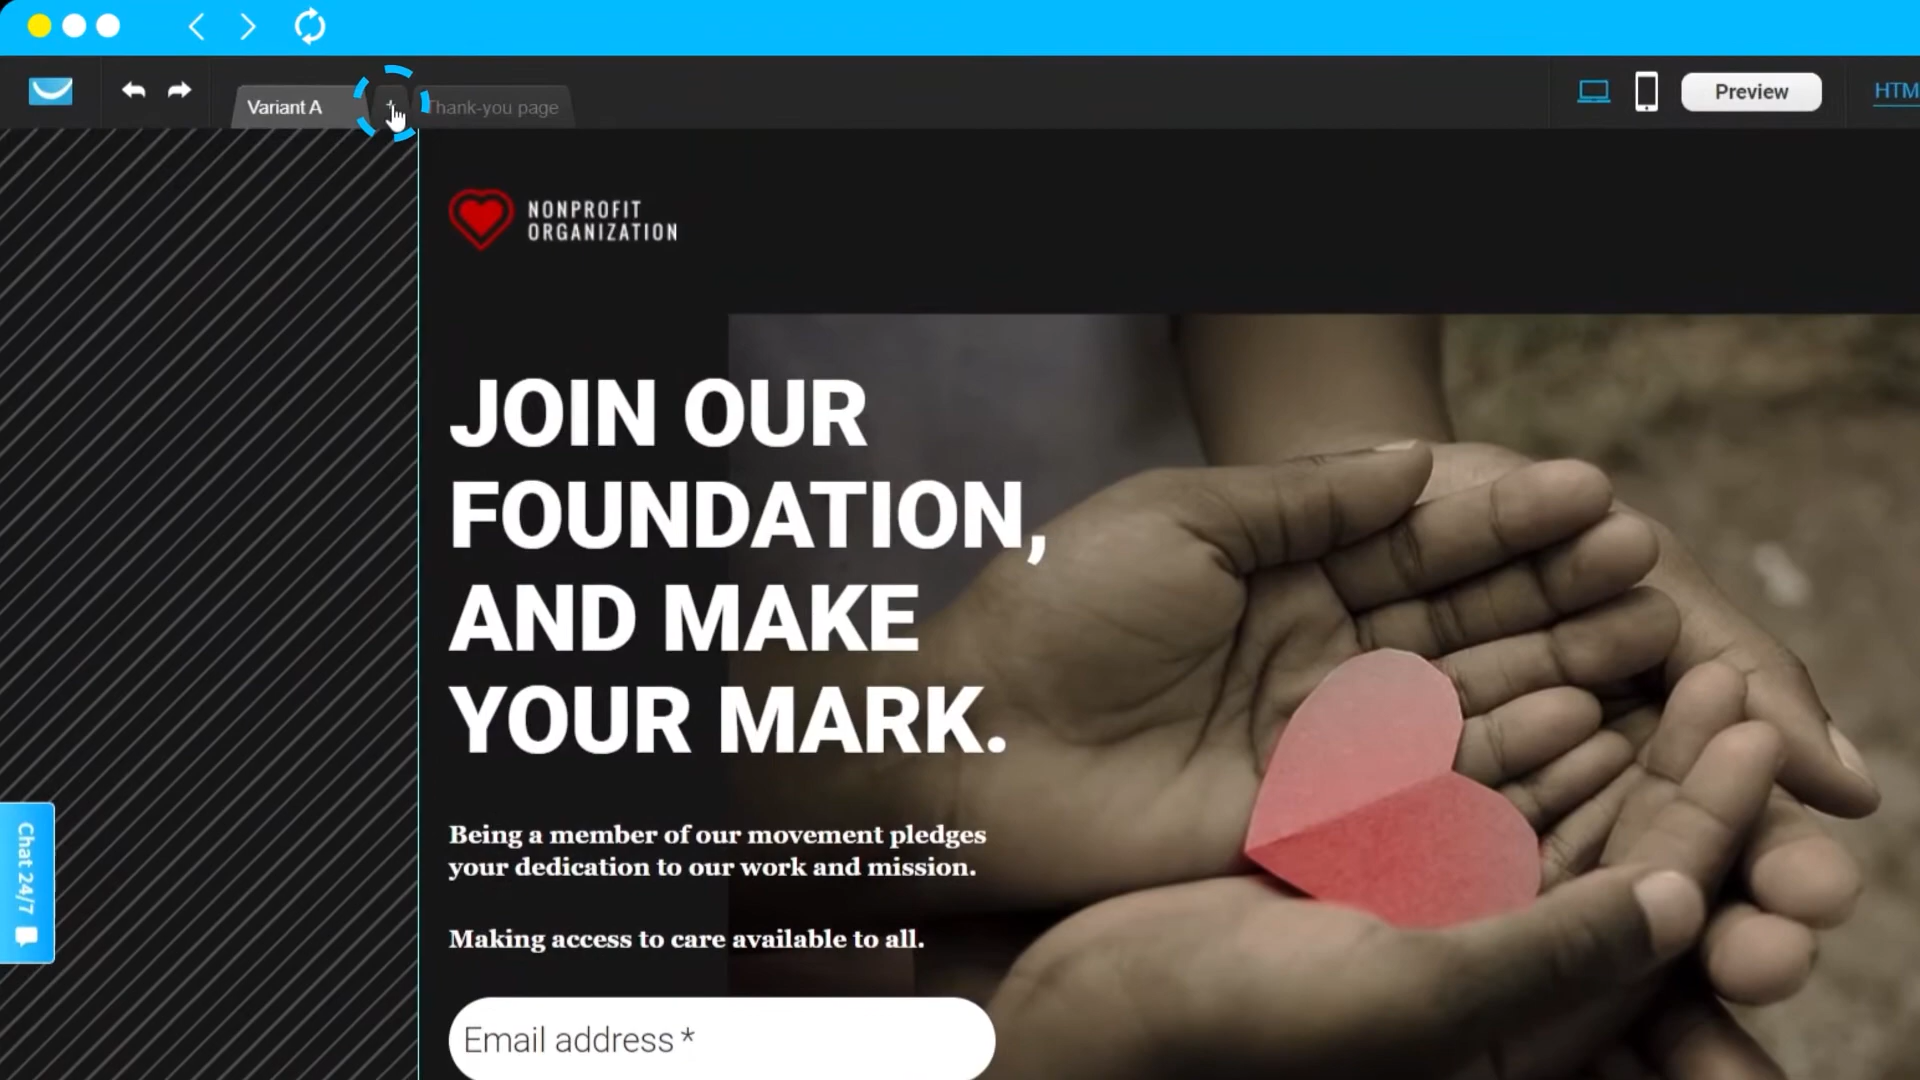 Variant A
+
Thank-you page
Preview
HTM
NONPROFIT
ORGANIZATION
JOIN OUR
FOUNDATION,
AND MAKE
YOUR MARK.
Being a member of our movement pledges
your dedication to our work and mission.
Making access to care available to all.
Email address *
Chat 24/7